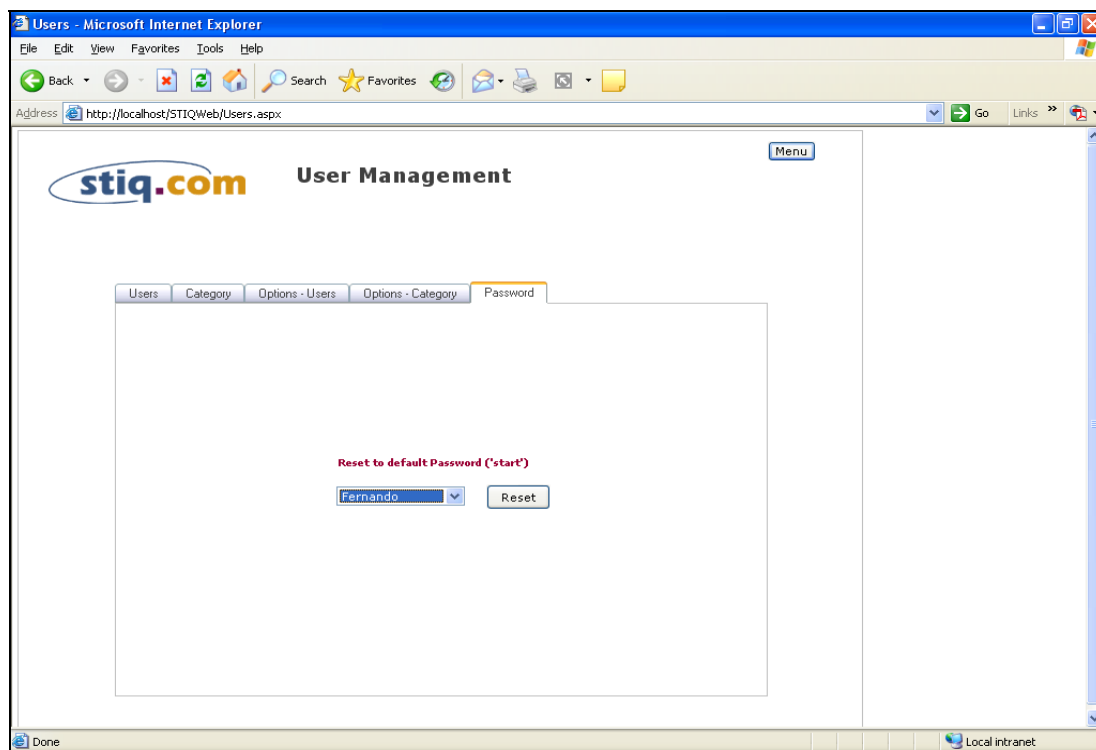 Users - Microsoft Internet Explorer
File Edit View Favorites Tools Help
Back Search Favorites
Address http://localhost/STIQWeb/Users.aspx Go Links »
Menu
stiq.com User Management
Users Category Options - Users Options - Category Password
Reset to default Password ('start')
Fernando Reset
Done Local intranet